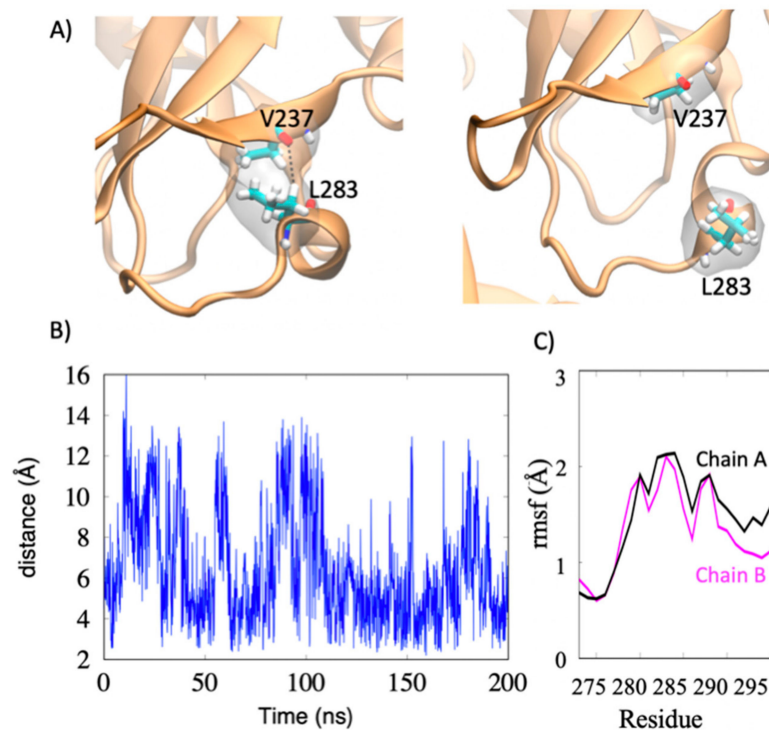 A)
V237
L283
V237
L283
B)
C)
16
14
12
10
8
6
4
2
distance (Å)
0 50 100 150 200
Time (ns)
3
2
1
0
rmsf (Å)
Chain A
Chain B
275 280 285 290 295
Residue